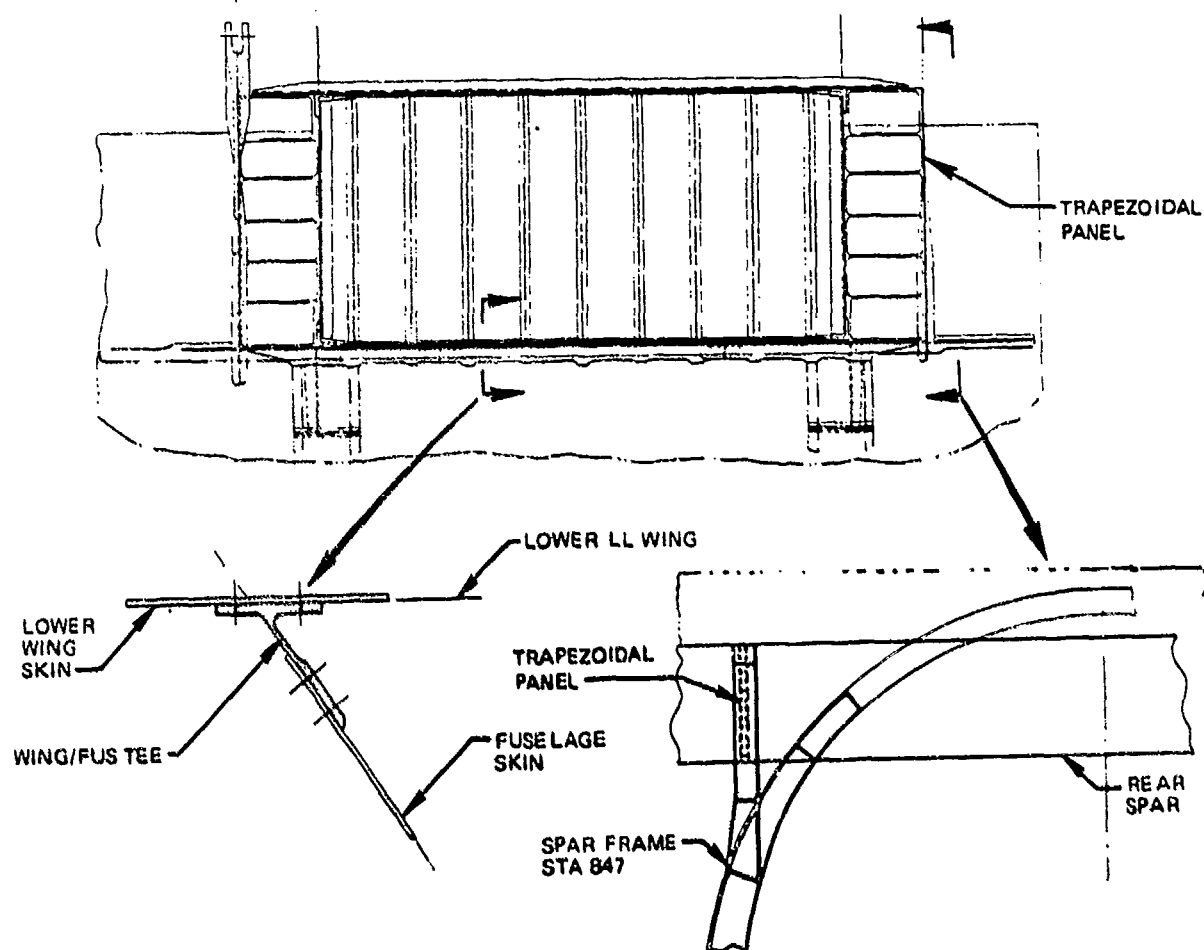 TRAPEZOIDAL
PANEL
LOWER LL WING
LOWER
WING
SKIN
TRAPEZOIDAL
PANEL
WING/FUS TEE
FUSELAGE
SKIN
REAR
SPAR
SPAR FRAME
STA 847